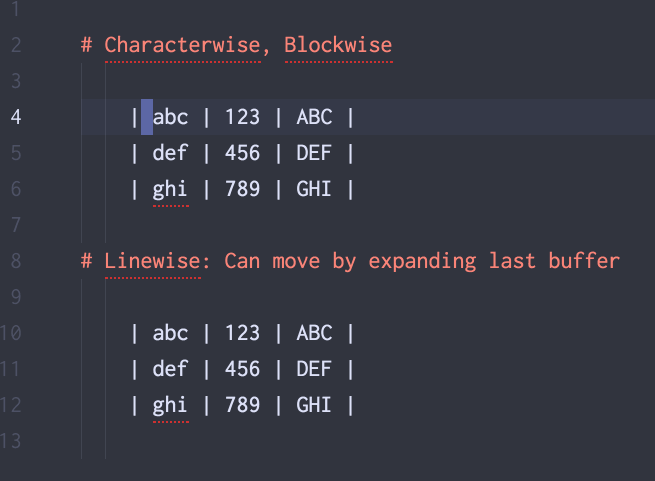 1
2 # Characterwise, Blockwise
3
4 | abc | 123 | ABC |
5 | def | 456 | DEF |
6 | ghi | 789 | GHI |
7
8 # Linewise: Can move by expanding last buffer
9
10 | abc | 123 | ABC |
11 | def | 456 | DEF |
12 | ghi | 789 | GHI |
13